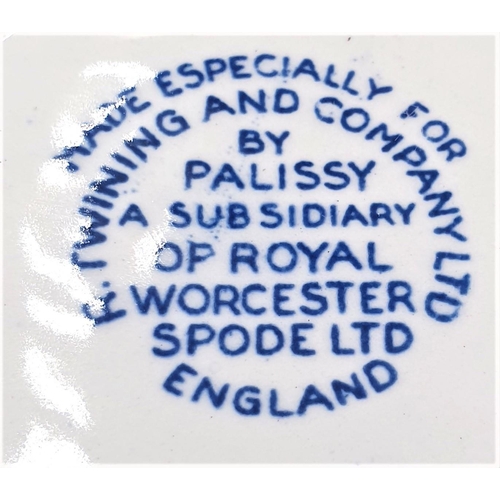 MADE ESPECIALLY FOR
R. TWINING AND COMPANY LTD
BY
PALISSY
A SUBSIDIARY
OF ROYAL
WORCESTER
SPODE LTD
ENGLAND